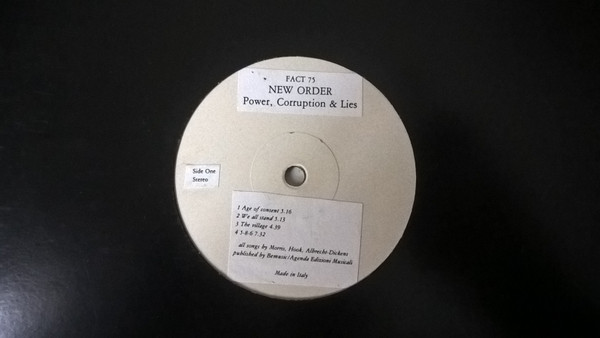 FACT 75
NEW ORDER
Power, Corruption & Lies
Side One
Stereo
1 Age of consent 5.16
2 We all stand 5.13
3 The village 4.39
4 5-8-6 7.32
all songs by Morris, Hook, Albrecht-Dickens
published by Bemusic/Agenda Edizioni Musicali
Made in Italy